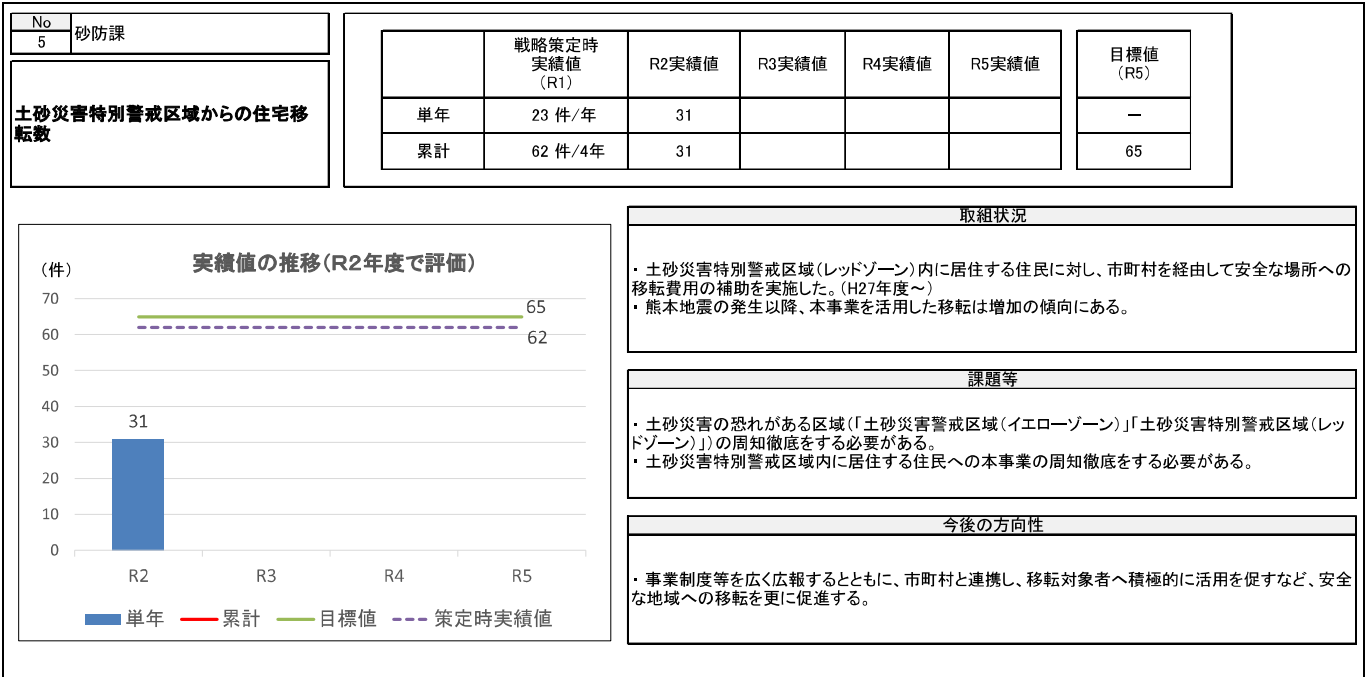 No
5
砂防課
土砂災害特別警戒区域からの住宅移
転数
戦略策定時
実績値
（R1）
R2実績値
R3実績値
R4実績値
R5実績値
目標値
（R5）
単年
23 件/年
31
－
累計
62 件/4年
31
65
実績値の推移（R2年度で評価）
（件）
70
60
50
40
30
20
10
0
65
62
31
R2
R3
R4
R5
単年
累計
目標値
策定時実績値
取組状況
・ 土砂災害特別警戒区域（レッドゾーン）内に居住する住民に対し、市町村を経由して安全な場所への
移転費用の補助を実施した。（H27年度～）
・ 熊本地震の発生以降、本事業を活用した移転は増加の傾向にある。
課題等
・ 土砂災害の恐れがある区域（「土砂災害警戒区域（イエローゾーン）」「土砂災害特別警戒区域（レッ
ドゾーン）」）の周知徹底をする必要がある。
・ 土砂災害特別警戒区域内に居住する住民への本事業の周知徹底をする必要がある。
今後の方向性
・ 事業制度等を広く広報するとともに、市町村と連携し、移転対象者へ積極的に活用を促すなど、安全
な地域への移転を更に促進する。